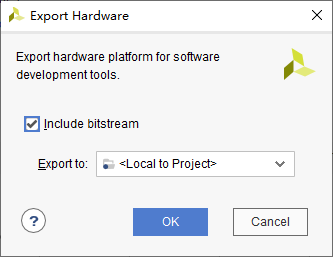 Export Hardware
Export hardware platform for software
development tools.
Include bitstream
Export to: <Local to Project>
?
OK
Cancel